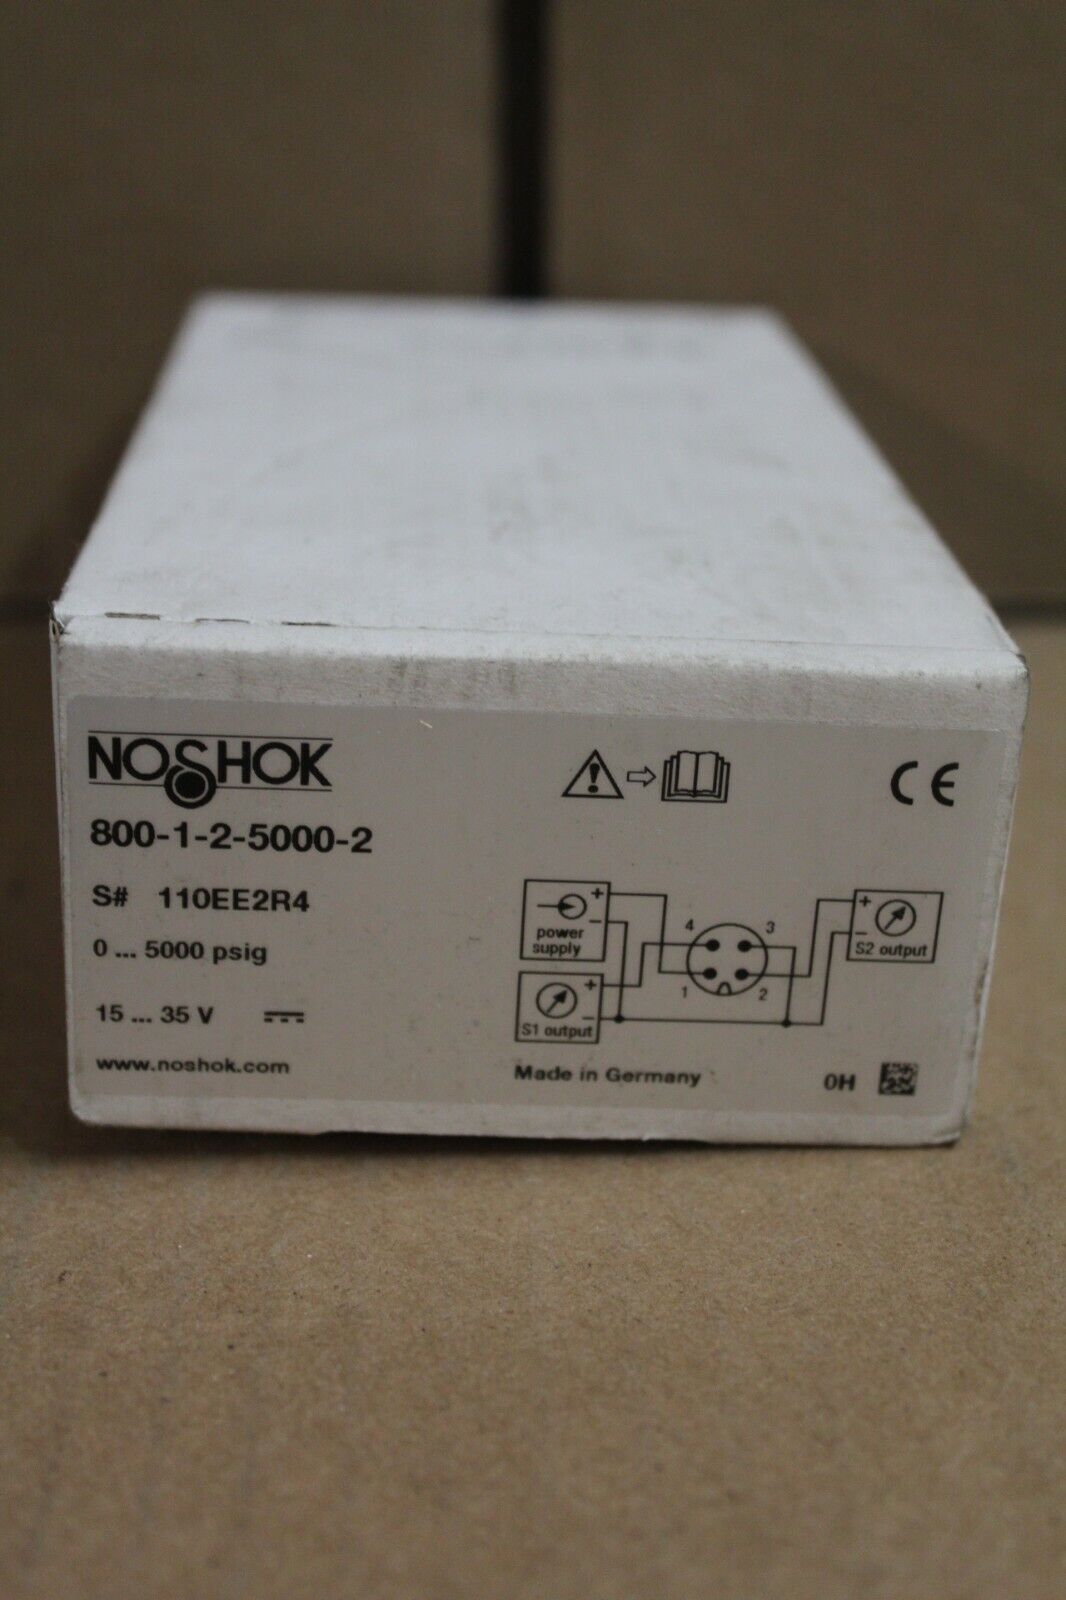 NOSHOK
800-1-2-5000-2
S# 110EE2R4
0 ... 5000 psig
15 ... 35 V
www.noshok.com
CE
+
-
power
supply
+
-
S1 output
4
3
1
2
+
-
S2 output
Made in Germany
0H